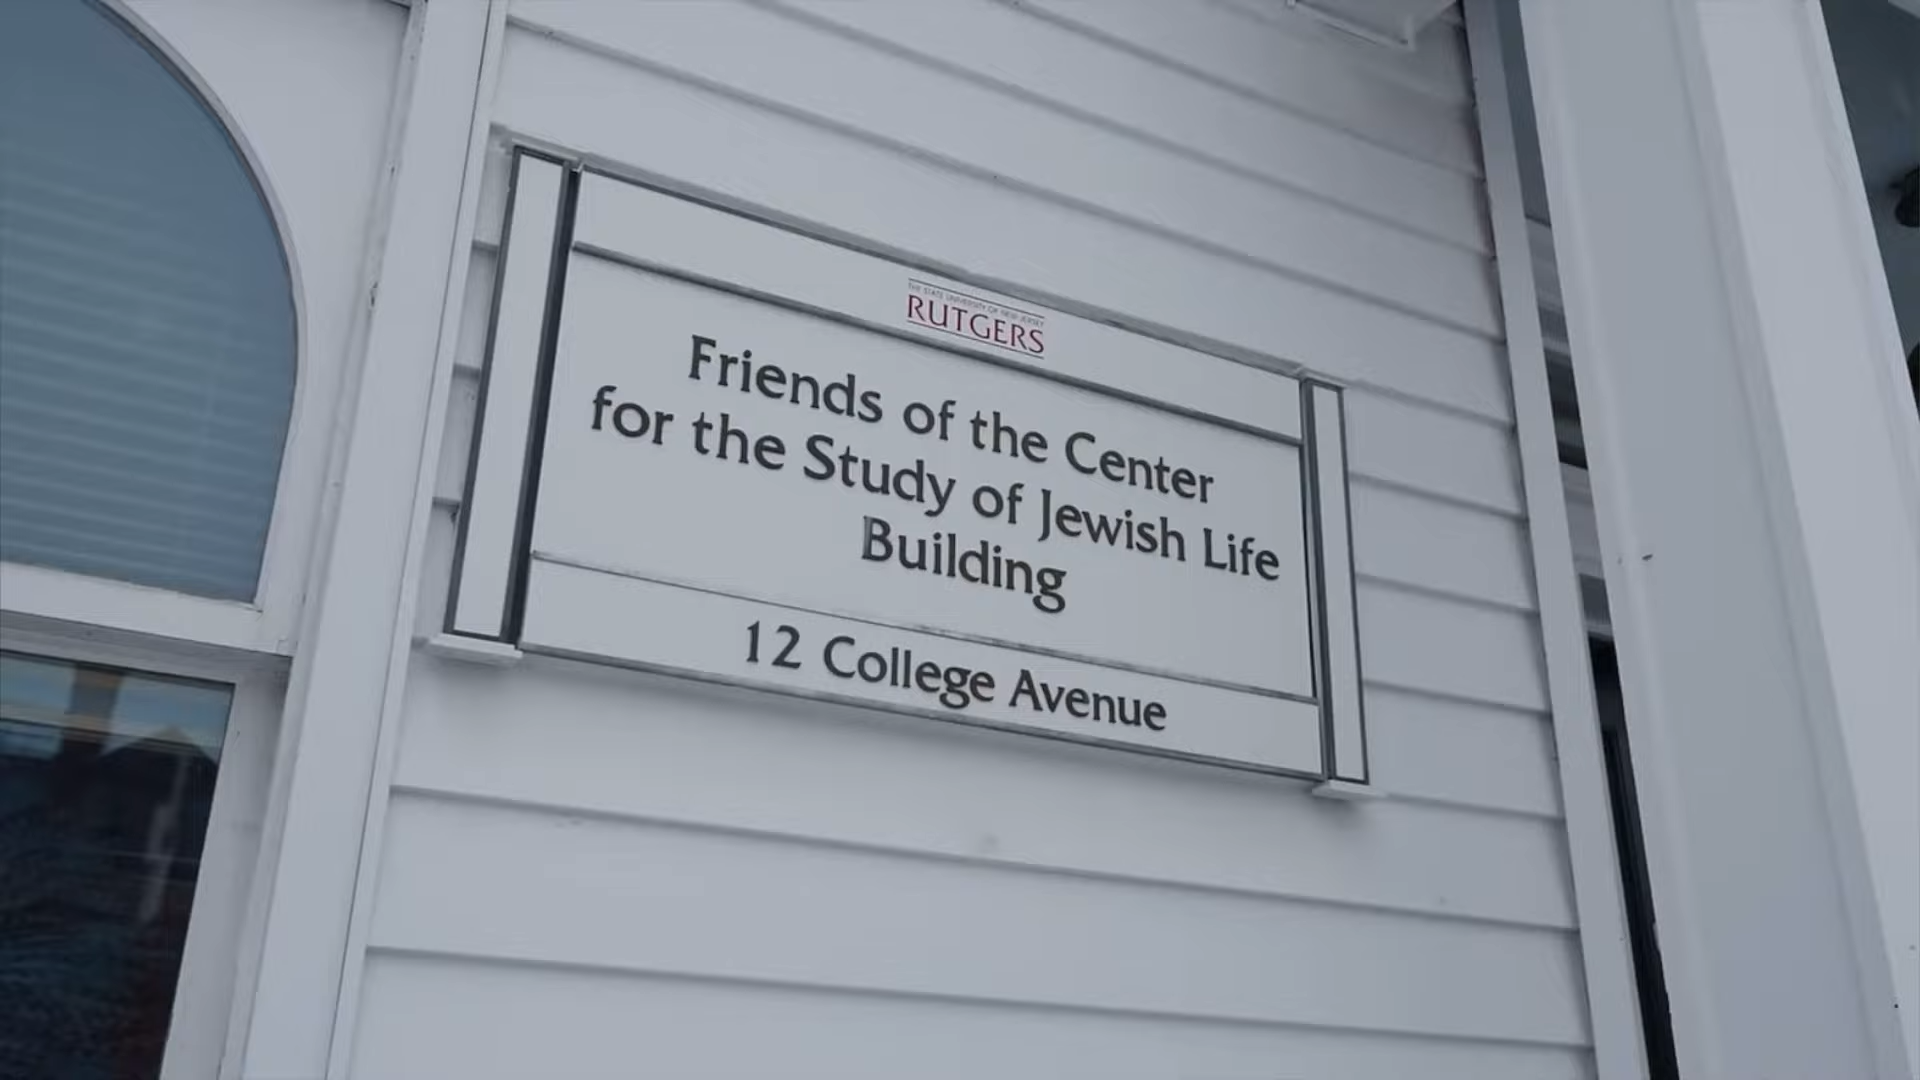 THE STATE UNIVERSITY OF NEW JERSEY
RUTGERS
Friends of the Center
for the Study of Jewish Life
Building
12 College Avenue